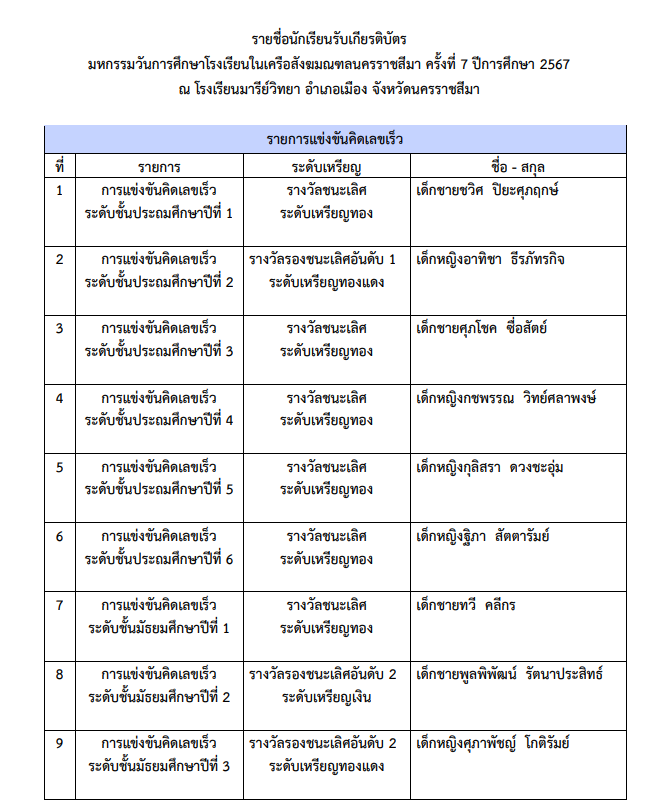 รายชื่อนักเรียนรับเกียรติบัตร
มหกรรมวันการศึกษาโรงเรียนในเครือสังฆมณฑลนครราชสีมา ครั้งที่ 7 ปีการศึกษา 2567
ณ โรงเรียนมารีย์วิทยา อำเภอเมือง จังหวัดนครราชสีมา
รายการแข่งขันคิดเลขเร็ว
ที่ รายการ ระดับเหรียญ ชื่อ - สกุล
1 การแข่งขันคิดเลขเร็ว รางวัลชนะเลิศ เด็กชายชวิศ ปิยะศุภฤกษ์
ระดับชั้นประถมศึกษาปีที่ 1 ระดับเหรียญทอง
2 การแข่งขันคิดเลขเร็ว รางวัลรองชนะเลิศอันดับ 1 เด็กหญิงอาทิชา ธีรภัทรกิจ
ระดับชั้นประถมศึกษาปีที่ 2 ระดับเหรียญทองแดง
3 การแข่งขันคิดเลขเร็ว รางวัลชนะเลิศ เด็กชายศุภโชค ซื่อสัตย์
ระดับชั้นประถมศึกษาปีที่ 3 ระดับเหรียญทอง
4 การแข่งขันคิดเลขเร็ว รางวัลชนะเลิศ เด็กหญิงกชพรรณ วิทย์ศลาพงษ์
ระดับชั้นประถมศึกษาปีที่ 4 ระดับเหรียญทอง
5 การแข่งขันคิดเลขเร็ว รางวัลชนะเลิศ เด็กหญิงกุลิสรา ดวงชะอุ่ม
ระดับชั้นประถมศึกษาปีที่ 5 ระดับเหรียญทอง
6 การแข่งขันคิดเลขเร็ว รางวัลชนะเลิศ เด็กหญิงฐิภา สัตตารัมย์
ระดับชั้นประถมศึกษาปีที่ 6 ระดับเหรียญทอง
7 การแข่งขันคิดเลขเร็ว รางวัลชนะเลิศ เด็กชายทวี คลีกร
ระดับชั้นมัธยมศึกษาปีที่ 1 ระดับเหรียญทอง
8 การแข่งขันคิดเลขเร็ว รางวัลรองชนะเลิศอันดับ 2 เด็กชายพูลพิพัฒน์ รัตนาประสิทธ์
ระดับชั้นมัธยมศึกษาปีที่ 2 ระดับเหรียญเงิน
9 การแข่งขันคิดเลขเร็ว รางวัลรองชนะเลิศอันดับ 2 เด็กหญิงศุภาพิชญ์ โกติรัมย์
ระดับชั้นมัธยมศึกษาปีที่ 3 ระดับเหรียญทองแดง